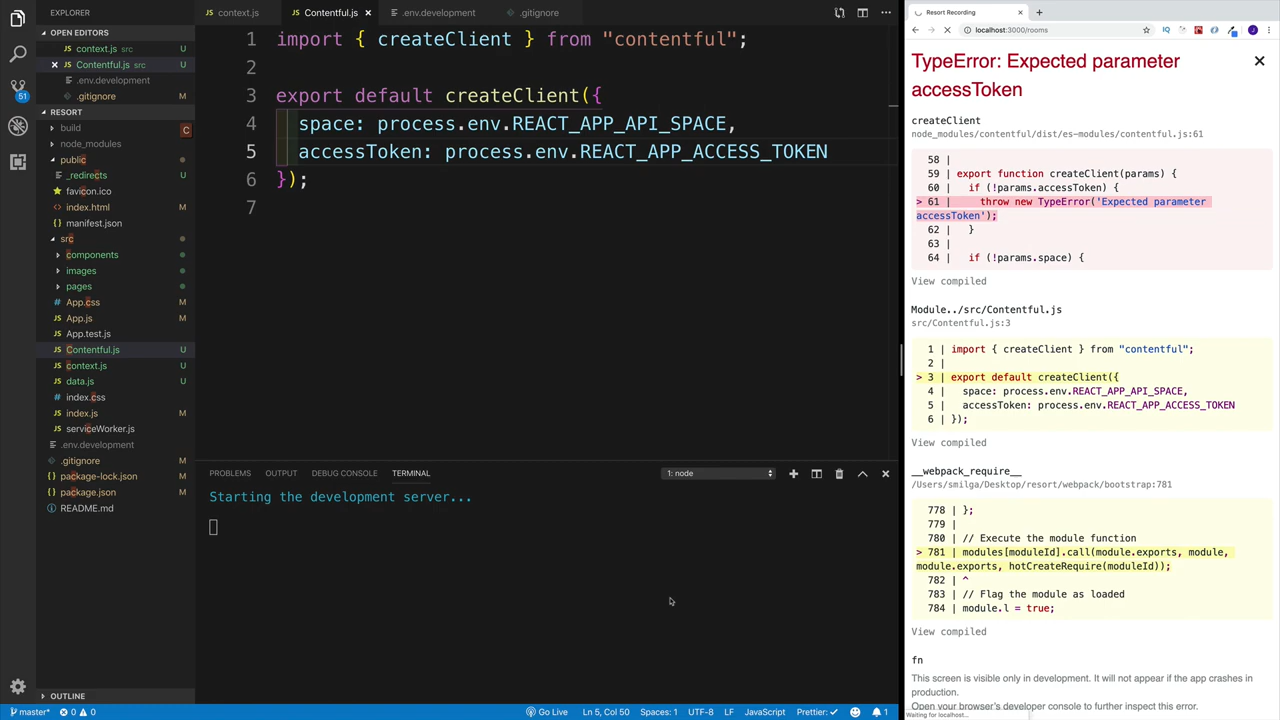 EXPLORER
OPEN EDITORS
context.js src U
Contentful.js src U
.env.development
.gitignore M
RESORT
build
node_modules
public
_redirects U
favicon.ico M
index.html M
manifest.json M
src
components
images
pages
App.css M
App.js M
App.test.js
Contentful.js U
context.js U
data.js U
index.css M
index.js M
serviceWorker.js
.env.development
.gitignore M
package-lock.json M
package.json M
README.md
OUTLINE
51
context.js Contentful.js .env.development .gitignore
1 import { createClient } from "contentful";
2
3 export default createClient({
4 space: process.env.REACT_APP_API_SPACE,
5 accessToken: process.env.REACT_APP_ACCESS_TOKEN
6 });
7
PROBLEMS OUTPUT DEBUG CONSOLE TERMINAL 1: node
Starting the development server...
master* 0 0 Go Live Ln 5, Col 50 Spaces: 1 UTF-8 LF JavaScript Prettier: ✓ 1
Resort Recording
localhost:3000/rooms
TypeError: Expected parameter
accessToken
createClient
node_modules/contentful/dist/es-modules/contentful.js:61
58 |
59 | export function createClient(params) {
60 | if (!params.accessToken) {
> 61 | throw new TypeError('Expected parameter
accessToken');
62 | }
63 |
64 | if (!params.space) {
View compiled
Module../src/Contentful.js
src/Contentful.js:3
1 | import { createClient } from "contentful";
2 |
> 3 | export default createClient({
4 | space: process.env.REACT_APP_API_SPACE,
5 | accessToken: process.env.REACT_APP_ACCESS_TOKEN
6 | });
View compiled
__webpack_require__
/Users/smilga/Desktop/resort/webpack/bootstrap:781
778 | };
779 |
780 | // Execute the module function
> 781 | modules[moduleId].call(module.exports, module,
module.exports, hotCreateRequire(moduleId));
782 | ^
783 | // Flag the module as loaded
784 | module.l = true;
View compiled
fn
This screen is visible only in development. It will not appear if the app crashes in
production.
Open your browser's developer console to further inspect this error.
Waiting for localhost...